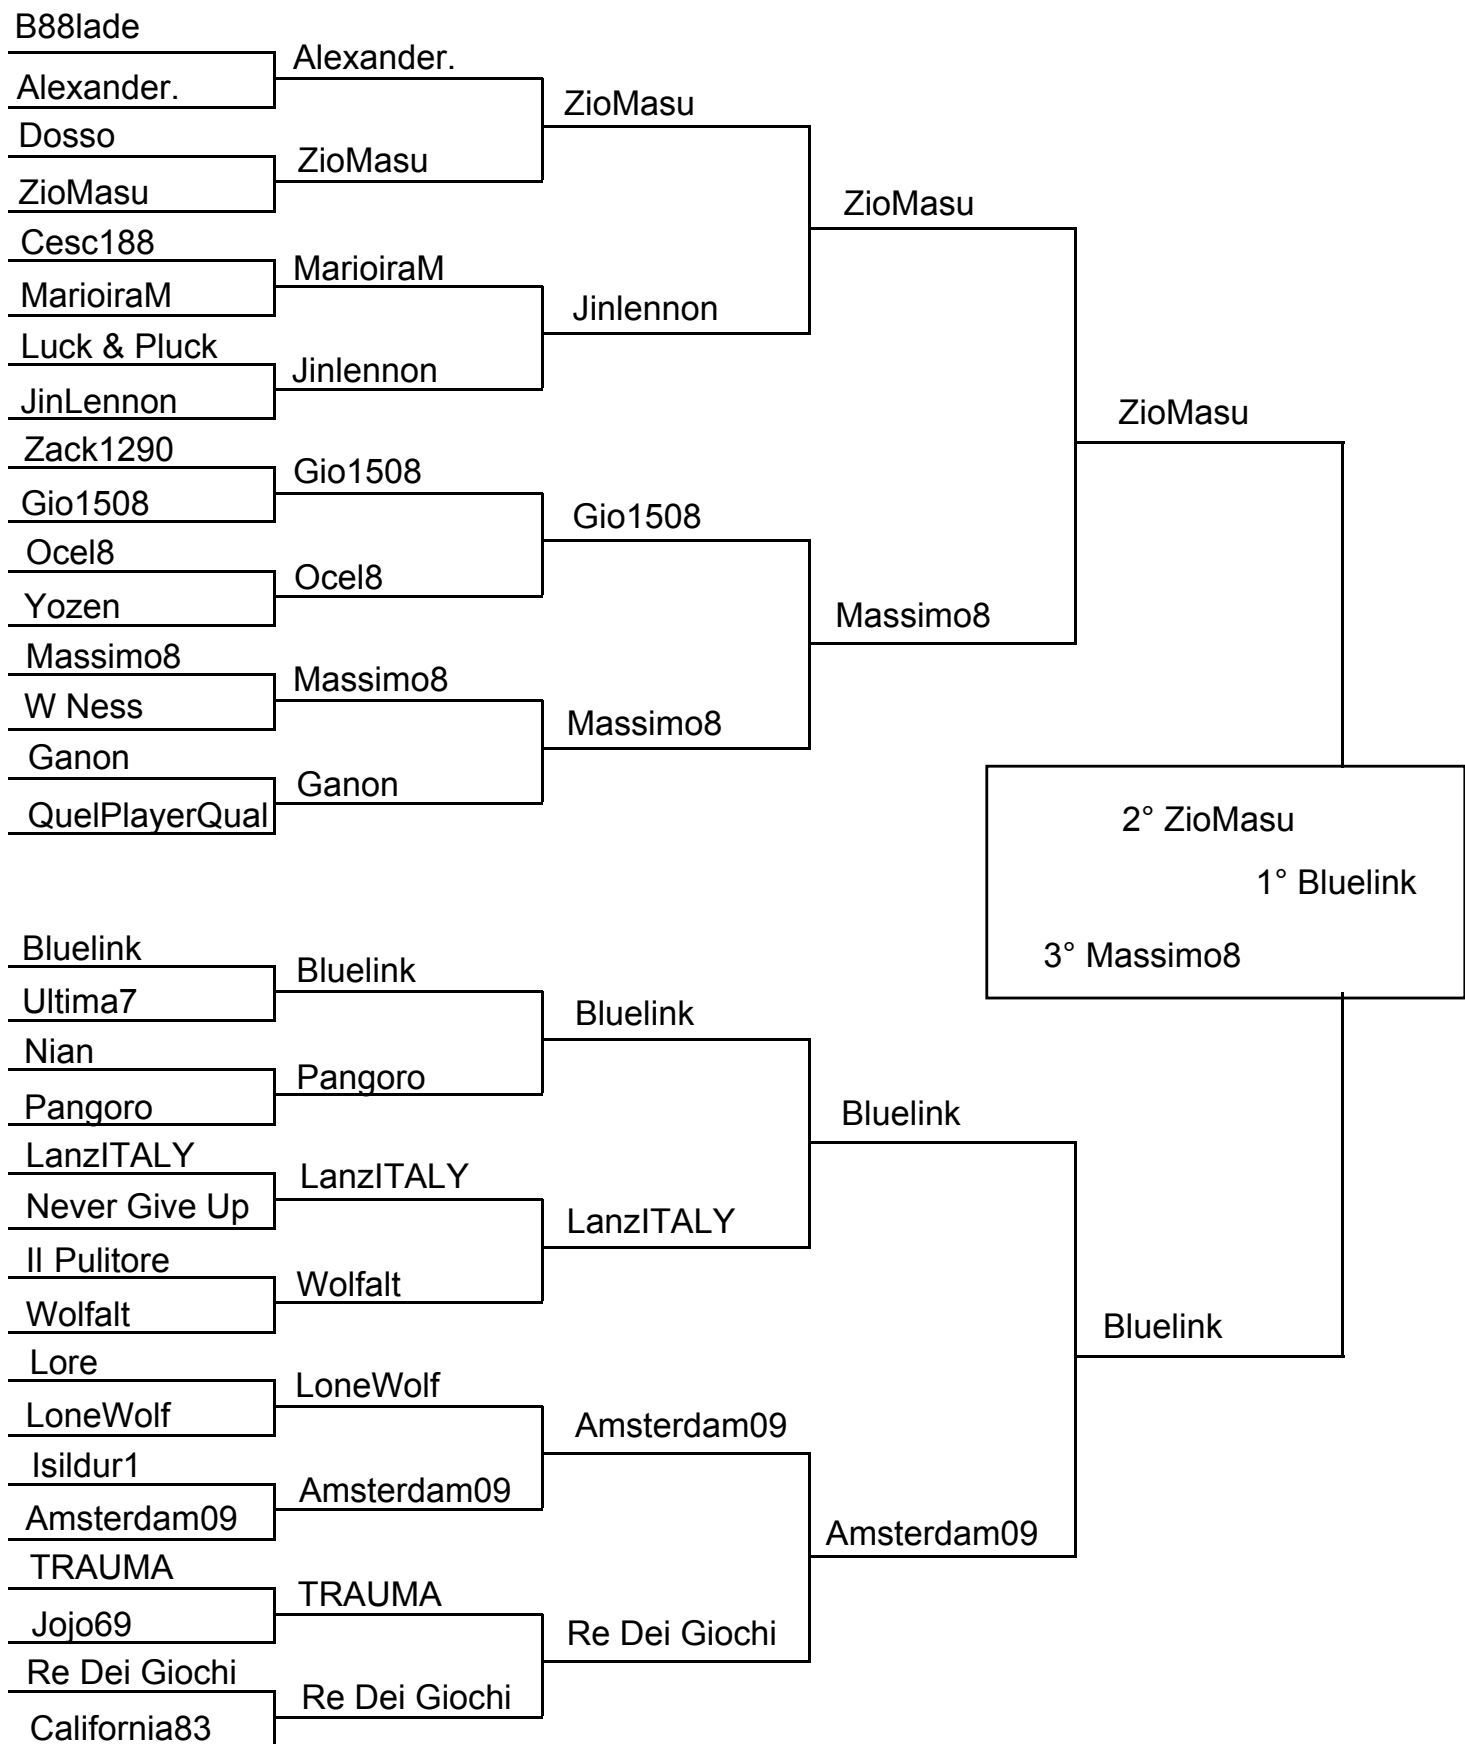 B88lade
Alexander.
Dosso
ZioMasu
Cesc188
MarioiraM
Luck & Pluck
JinLennon
Zack1290
Gio1508
Ocel8
Yozen
Massimo8
W Ness
Ganon
QuelPlayerQual
Alexander.
ZioMasu
MarioiraM
Jinlennon
Gio1508
Ocel8
Massimo8
Ganon
ZioMasu
Jinlennon
Gio1508
Massimo8
ZioMasu
Massimo8
ZioMasu
2° ZioMasu
1° Bluelink
3° Massimo8
Bluelink
Ultima7
Nian
Pangoro
LanzITALY
Never Give Up
Il Pulitore
Wolfalt
Lore
LoneWolf
Isildur1
Amsterdam09
TRAUMA
Jojo69
Re Dei Giochi
California83
Bluelink
Pangoro
LanzITALY
Wolfalt
LoneWolf
Amsterdam09
TRAUMA
Re Dei Giochi
Bluelink
LanzITALY
Amsterdam09
Re Dei Giochi
Bluelink
Amsterdam09
Bluelink